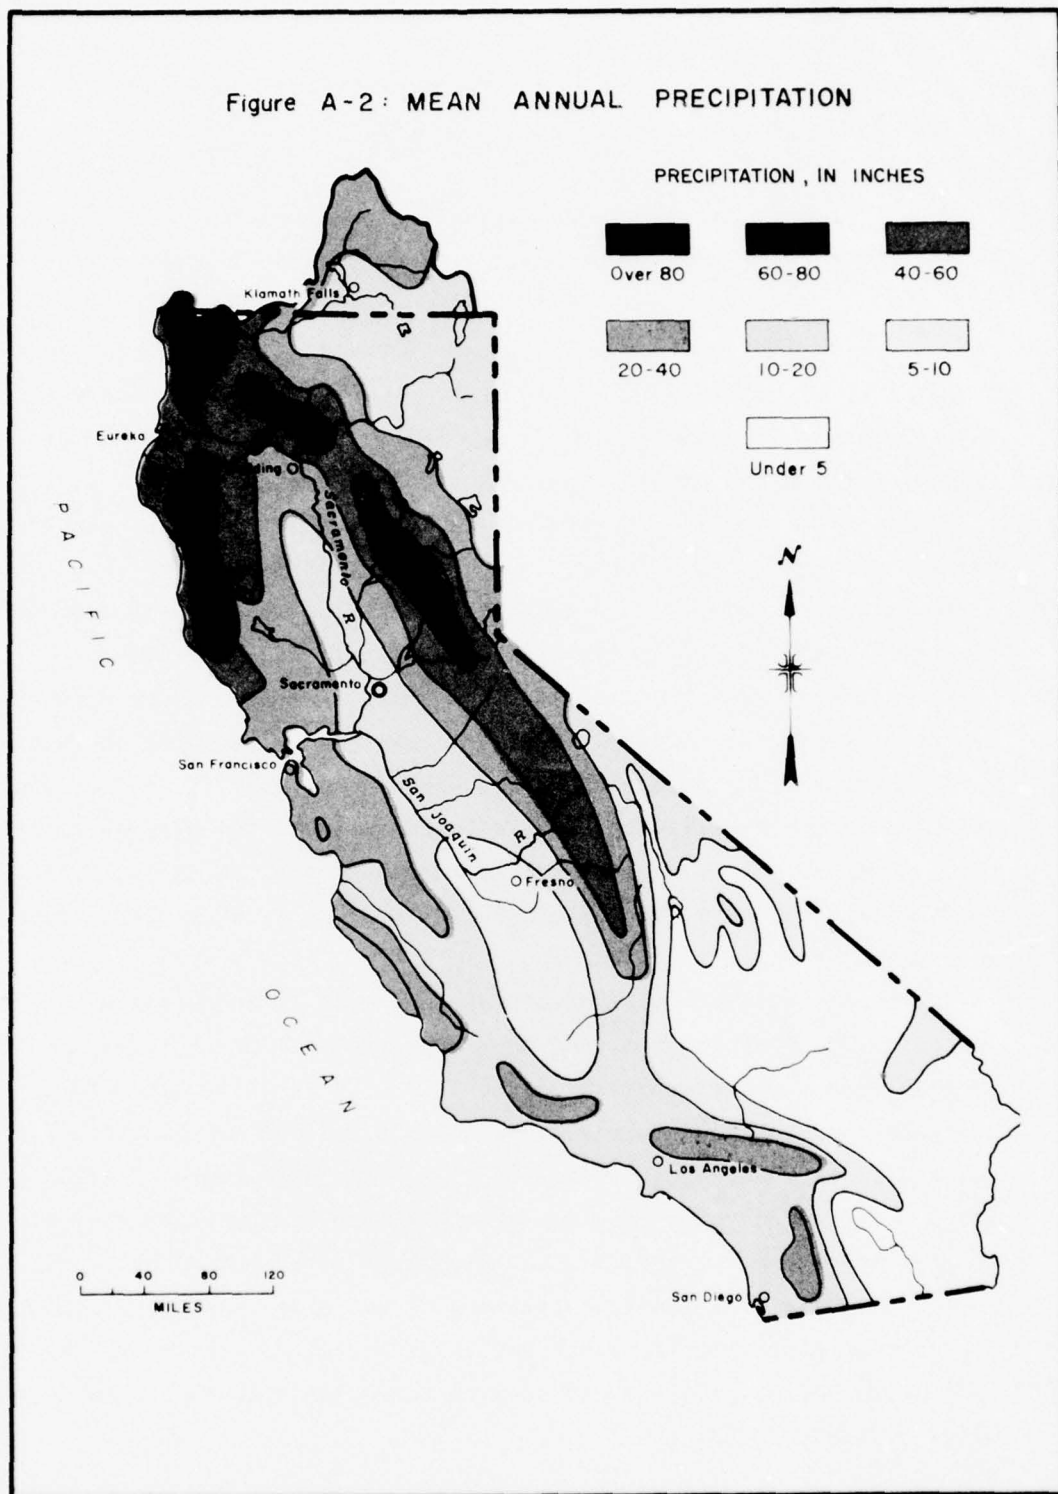 Figure A-2: MEAN ANNUAL PRECIPITATION
PRECIPITATION, IN INCHES
Over 80
60-80
40-60
20-40
10-20
5-10
Under 5
Klamath Falls
Eureka
Sacramento R
Sacramento
San Francisco
San Joaquin R
Fresno
Los Angeles
San Diego
PACIFIC
OCEAN
N
0 40 80 120
MILES